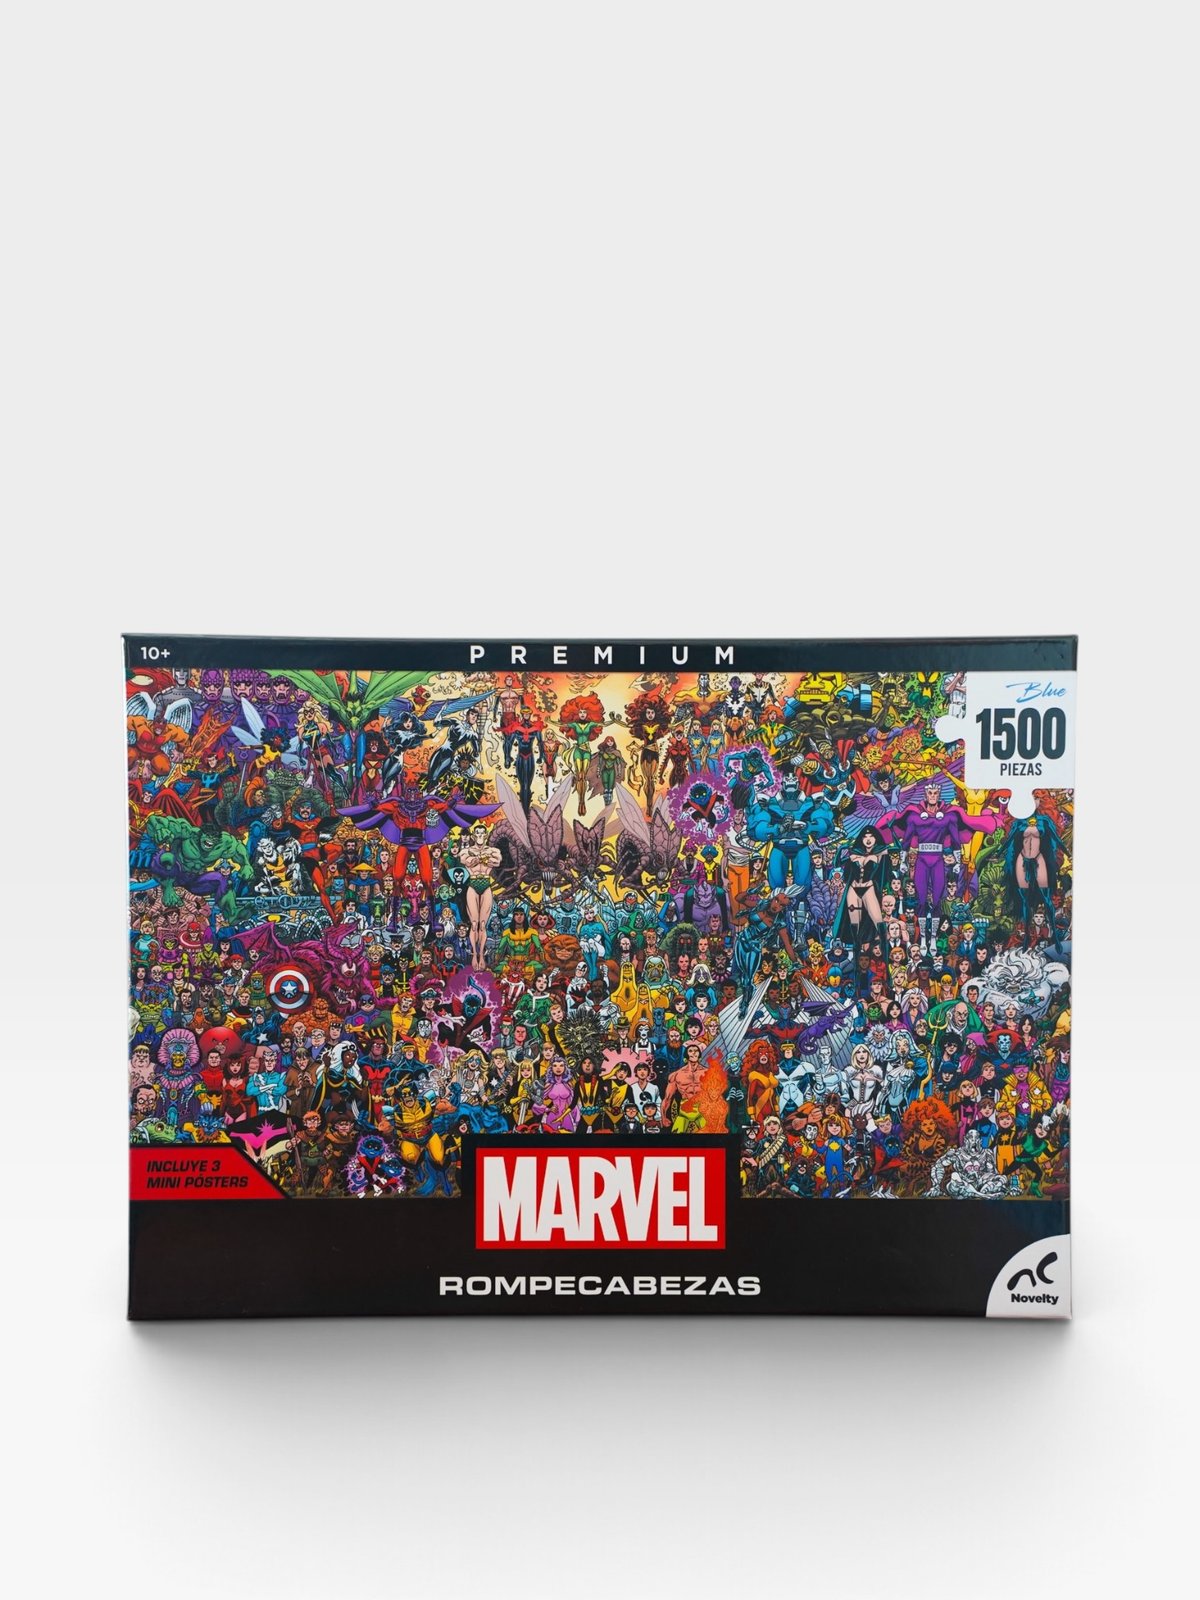 10+
PREMIUM
Blue
1500
PIEZAS
INCLUYE 3
MINI PÓSTERS
MARVEL
ROMPECABEZAS
Novelty